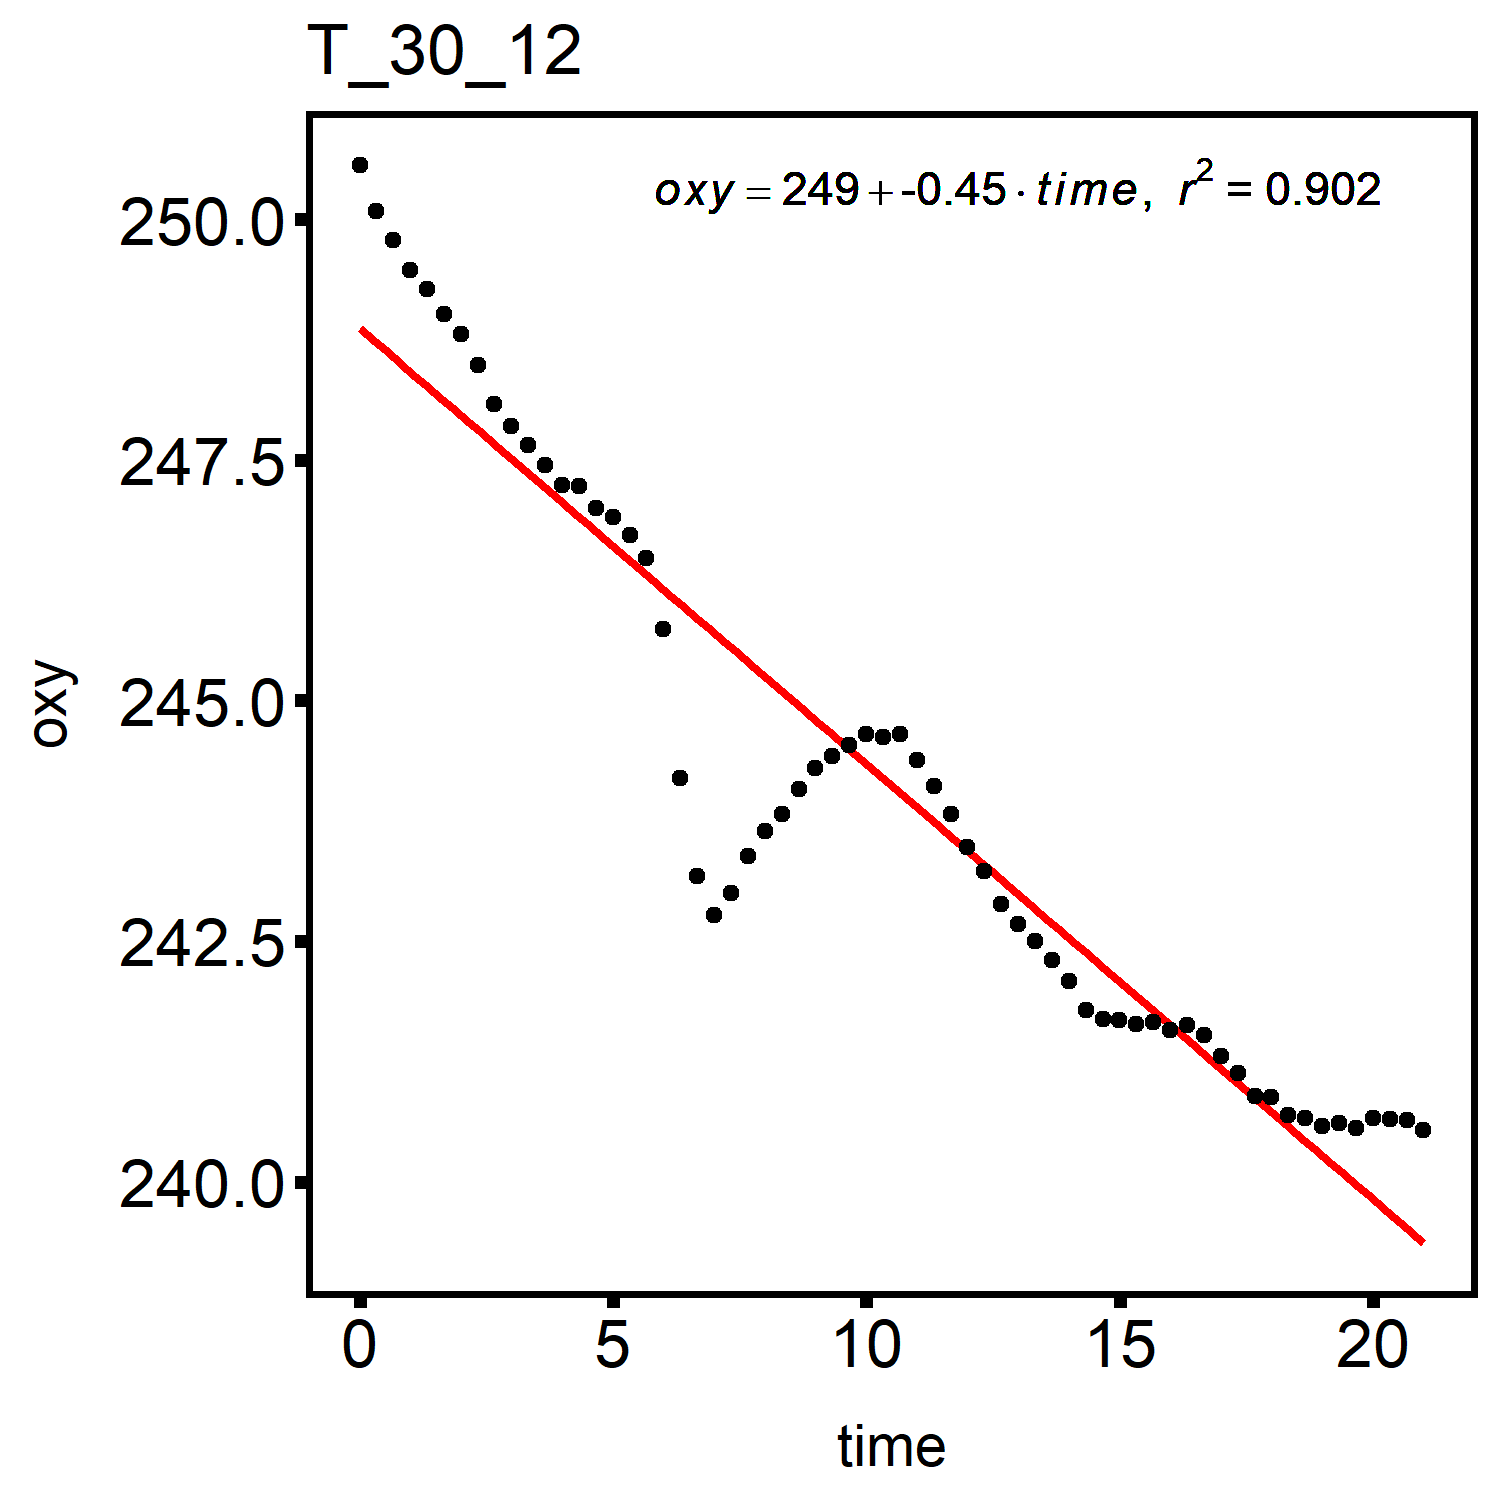 T_30_12
oxy = 249 + -0.45 · time, r² = 0.902
250.0
247.5
245.0
242.5
240.0
oxy
0 5 10 15 20
time